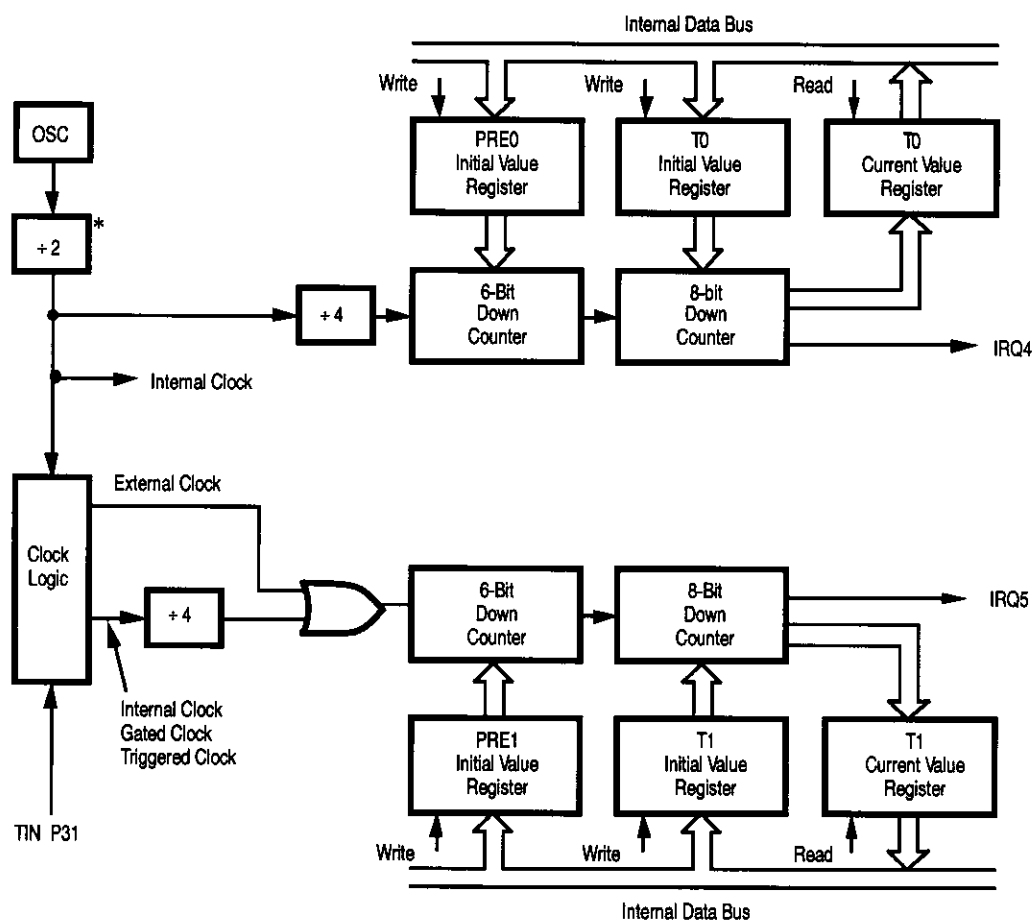 Internal Data Bus
Write
Write
Read
OSC
PRE0
Initial Value
Register
T0
Initial Value
Register
T0
Current Value
Register
÷ 2
*
÷ 4
6-Bit
Down
Counter
8-bit
Down
Counter
IRQ4
Internal Clock
External Clock
Clock
Logic
÷ 4
6-Bit
Down
Counter
8-Bit
Down
Counter
IRQ5
Internal Clock
Gated Clock
Triggered Clock
PRE1
Initial Value
Register
T1
Initial Value
Register
T1
Current Value
Register
TIN P31
Write
Write
Read
Internal Data Bus